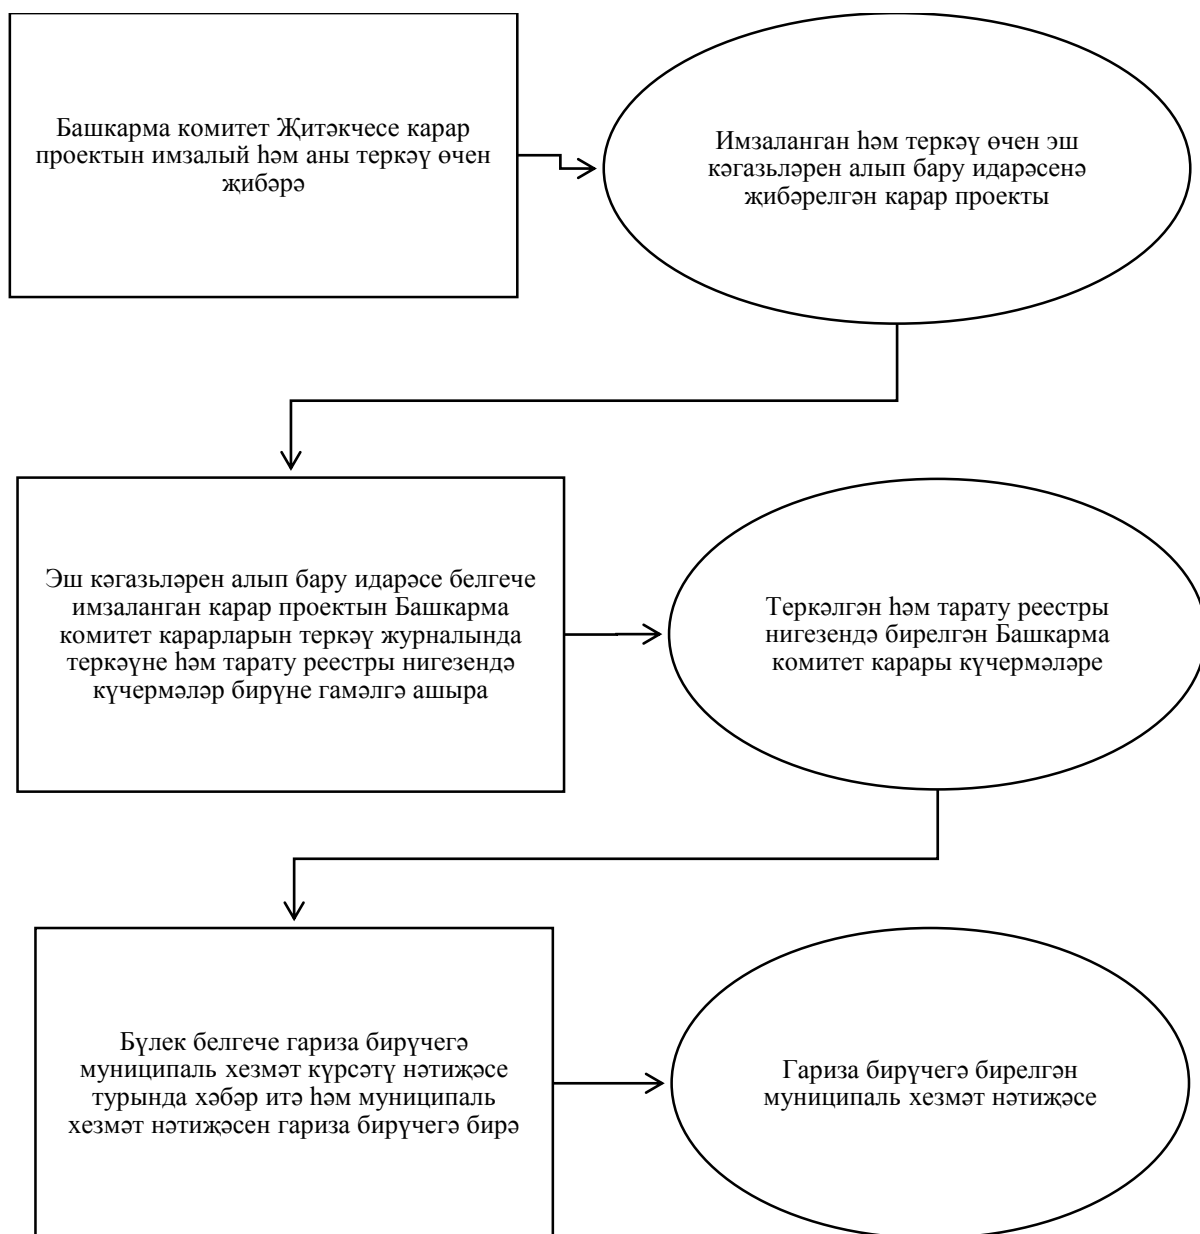 Башкарма комитет Җитәкчесе карар
проектын имзалый һәм аны теркәү өчен
җибәрә
Имзаланган һәм теркәү өчен эш
кәгазьләрен алып бару идарәсенә
җибәрелгән карар проекты
Эш кәгазьләрен алып бару идарәсе белгече
имзаланган карар проектын Башкарма
комитет карарларын теркәү журналында
теркәүне һәм тарату реестры нигезендә
күчермәләр бирүне гамәлгә ашыра
Теркәлгән һәм тарату реестры
нигезендә бирелгән Башкарма
комитет карары күчермәләре
Бүлек белгече гариза бирүчегә
муниципаль хезмәт күрсәтү нәтиҗәсе
турында хәбәр итә һәм муниципаль
хезмәт нәтиҗәсен гариза бирүчегә бирә
Гариза бирүчегә бирелгән
муниципаль хезмәт нәтиҗәсе